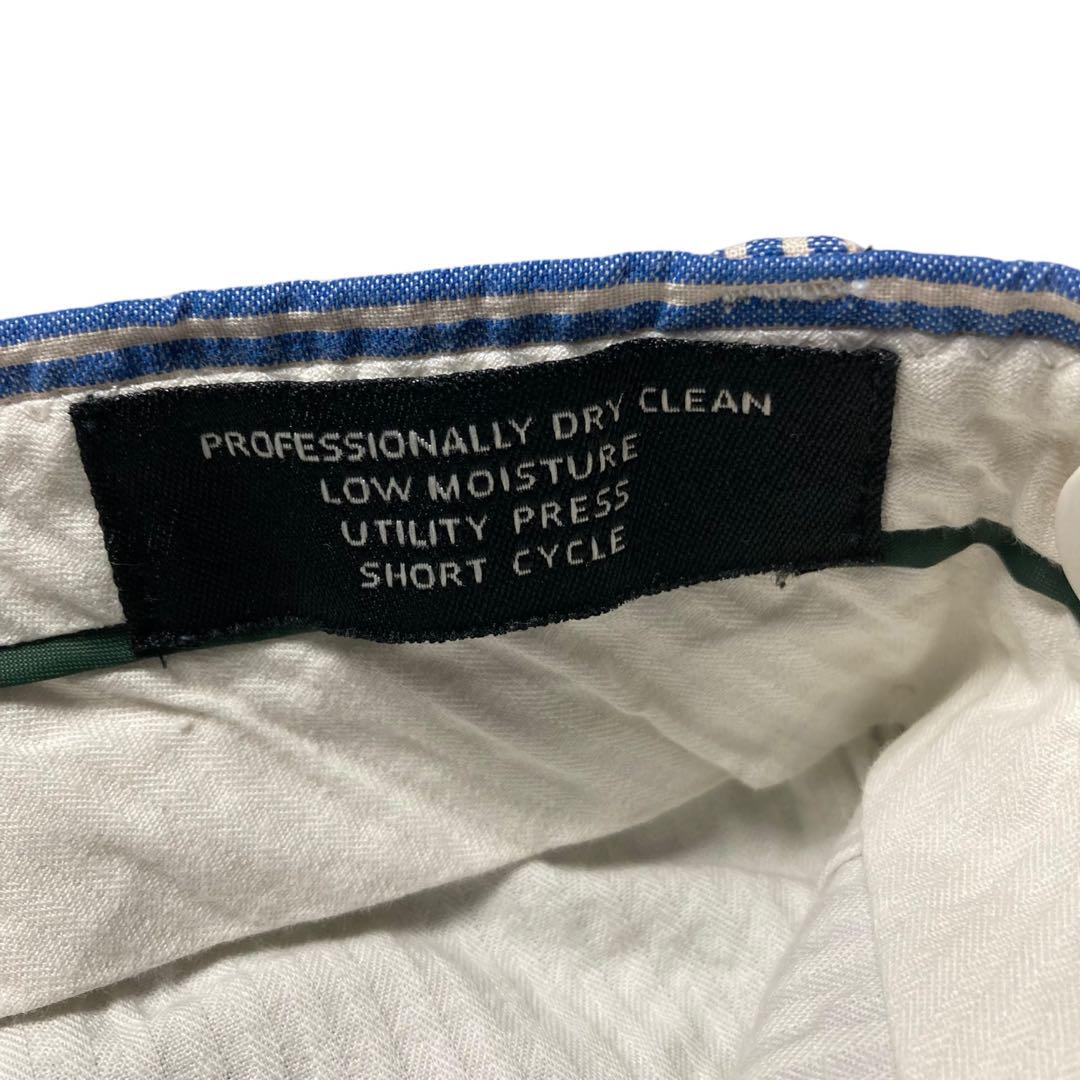 PROFESSIONALLY DRY CLEAN
LOW MOISTURE
UTILITY PRESS
SHORT CYCLE